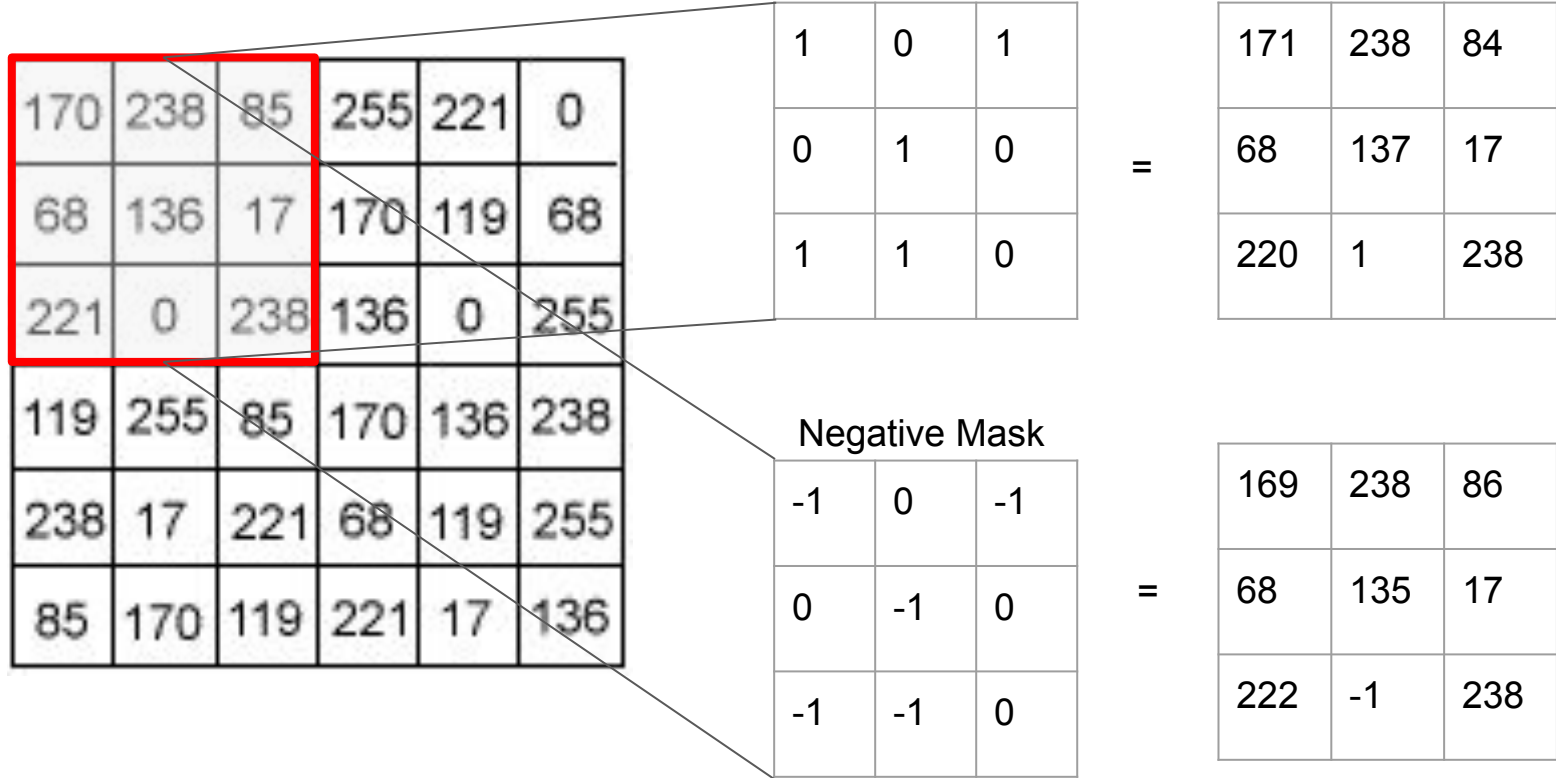 170 238 85 255 221 0
68 136 17 170 119 68
221 0 238 136 0 255
119 255 85 170 136 238
238 17 221 68 119 255
85 170 119 221 17 136
1 0 1
0 1 0
1 1 0
=
171 238 84
68 137 17
220 1 238
Negative Mask
-1 0 -1
0 -1 0
-1 -1 0
=
169 238 86
68 135 17
222 -1 238